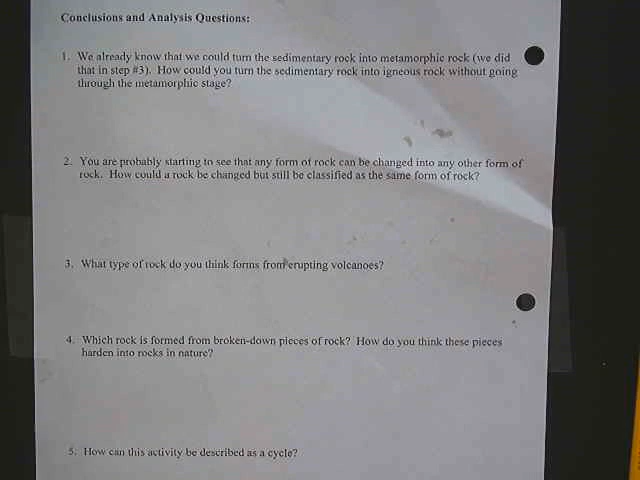 Conclusions and Analysis Questions:
1. We already know that we could turn the sedimentary rock into metamorphic rock (we did
that in step #3). How could you turn the sedimentary rock into igneous rock without going
through the metamorphic stage?
2. You are probably starting to see that any form of rock can be changed into any other form of
rock. How could a rock be changed but still be classified as the same form of rock?
3. What type of rock do you think forms from erupting volcanoes?
4. Which rock is formed from broken-down pieces of rock? How do you think these pieces
harden into rocks in nature?
5. How can this activity be described as a cycle?